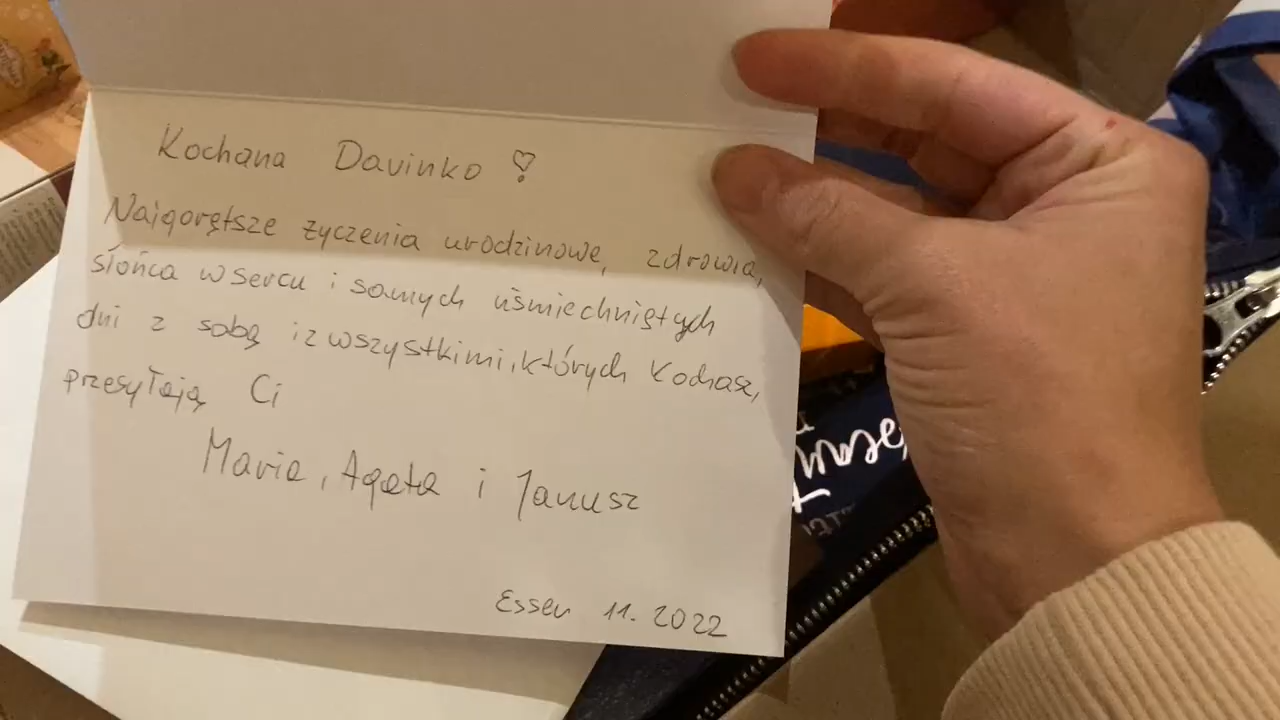 Kochana Davinko
Najgorętsze życzenia urodzinowe, zdrowia,
słońca w sercu i samych uśmiechniętych
dni z sobą i z wszystkimi, których kochasz,
przesyłają Ci
Maria, Agata i Janusz
Essen 11. 2022